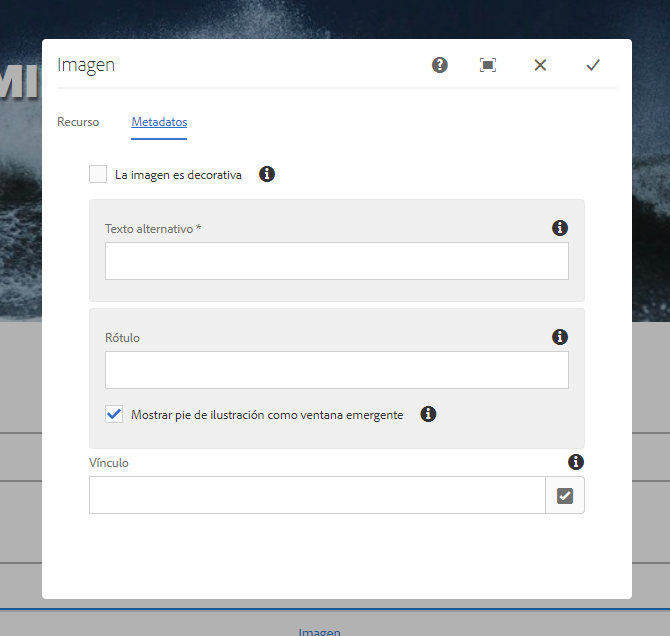 MI
Imagen
Recurso
Metadatos
La imagen es decorativa
Texto alternativo *
Rótulo
Mostrar pie de ilustración como ventana emergente
Vínculo
Imagen